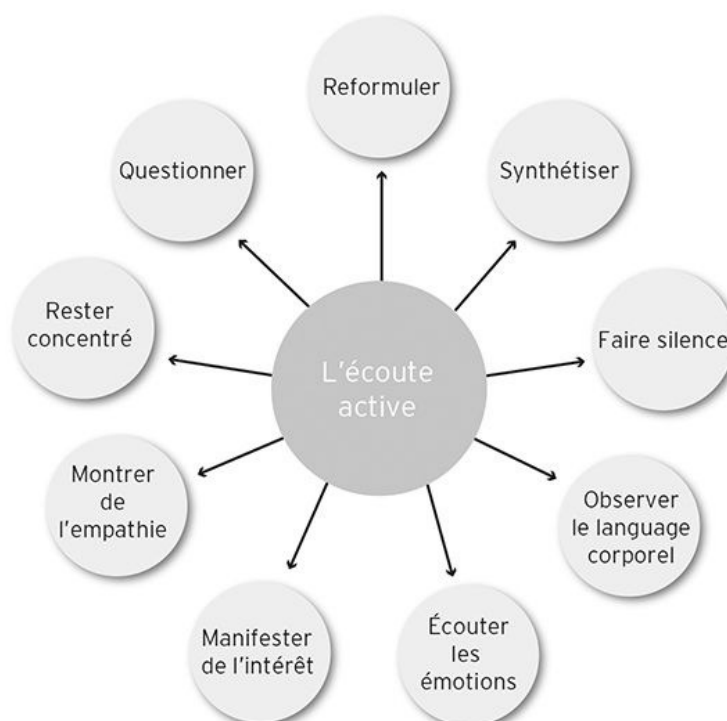 Reformuler
Questionner
Synthétiser
Rester
concentré
Faire silence
L'écoute
active
Montrer
de
l'empathie
Observer
le language
corporel
Manifester
de l'intérêt
Écouter
les
émotions